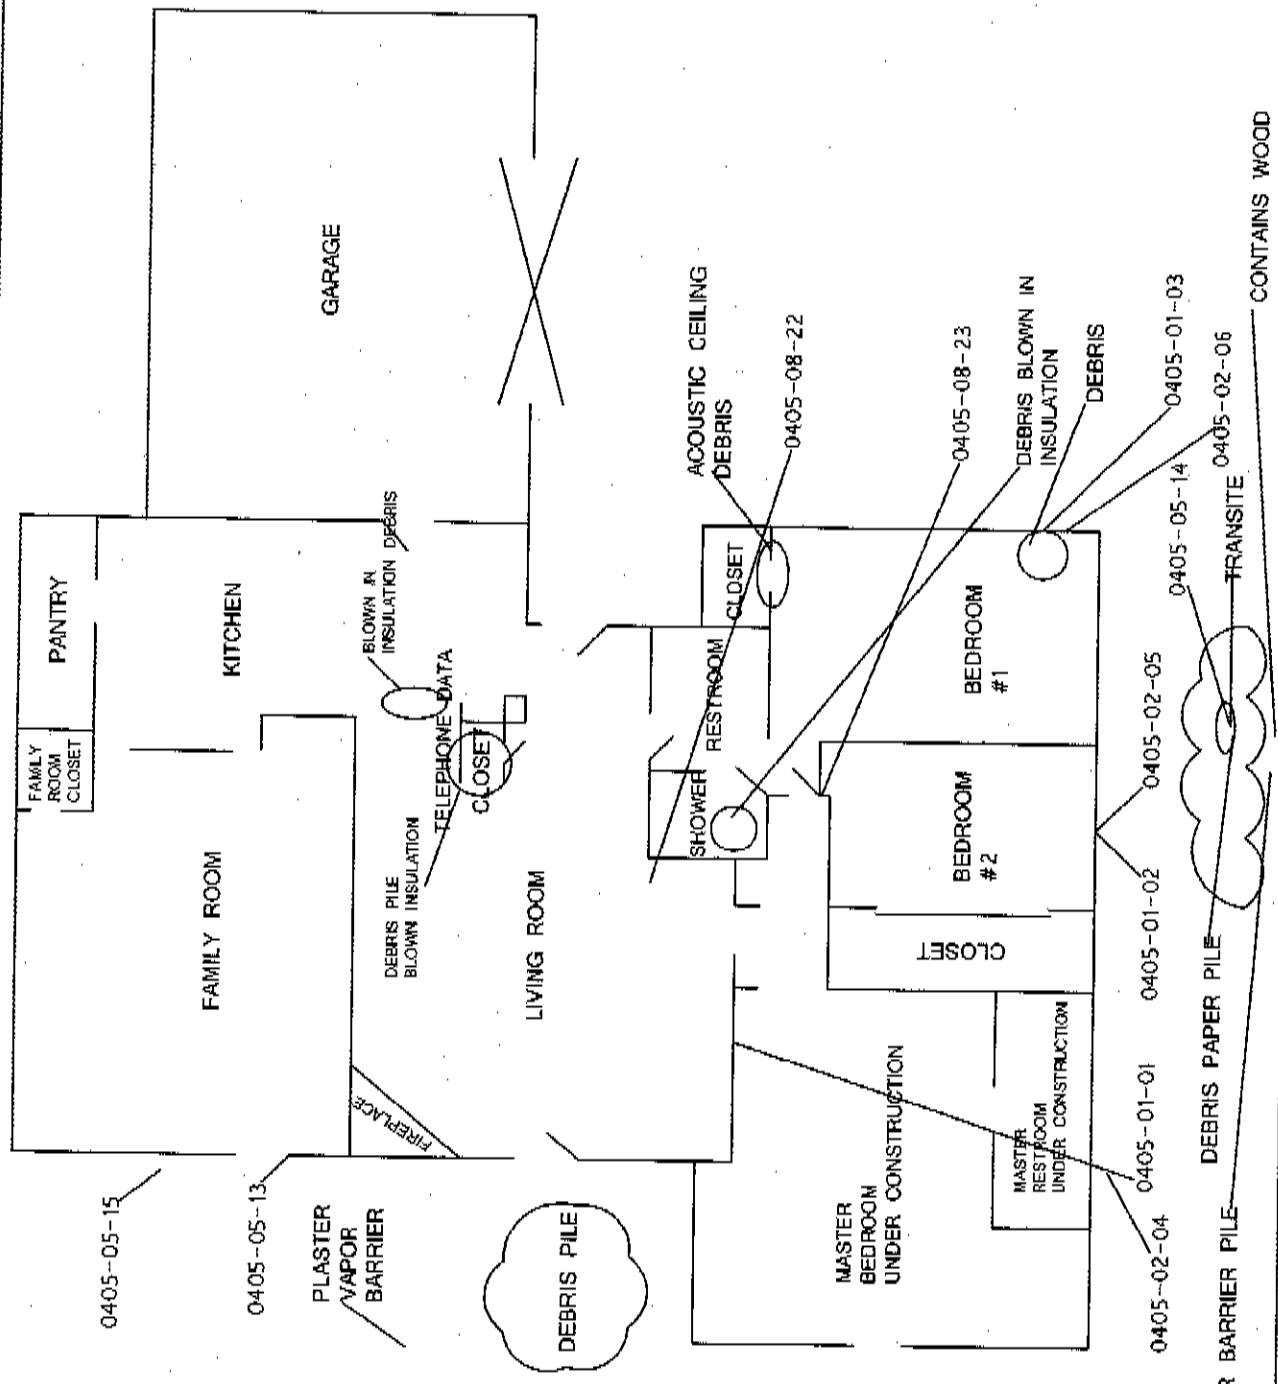 GARAGE
PANTRY
KITCHEN
FAMILY
ROOM
CLOSET
FAMILY ROOM
BLOWN IN
INSULATION DEBRIS
TELEPHONE DATA
CLOSET
DEBRIS PILE
BLOWN INSULATION
LIVING ROOM
FIREPLACE
0405-05-15
0405-05-13
PLASTER
VAPOR
BARRIER
DEBRIS PILE
ACOUSTIC CEILING
DEBRIS
0405-08-22
CLOSET
RESTROOM
SHOWER
0405-08-23
DEBRIS BLOWN IN
INSULATION
DEBRIS
0405-01-03
0405-02-06
BEDROOM
#1
BEDROOM
#2
CLOSET
MASTER
BEDROOM
UNDER CONSTRUCTION
MASTER
RESTROOM
UNDER CONSTRUCTION
0405-02-05
0405-01-02
0405-01-01
0405-02-04
0405-05-14
TRANSITE
DEBRIS PAPER PILE
CONTAINS WOOD
R BARRIER PILE